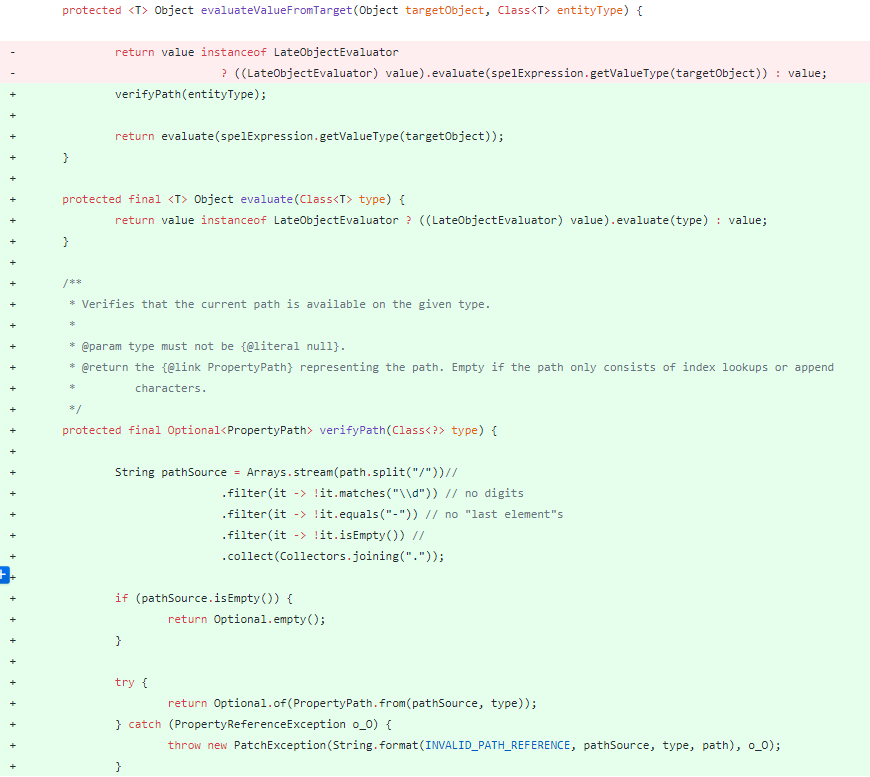 protected <T> Object evaluateValueFromTarget(Object targetObject, Class<T> entityType) {
- return value instanceof LateObjectEvaluator
- ? ((LateObjectEvaluator) value).evaluate(spelExpression.getValueType(targetObject)) : value;
+ verifyPath(entityType);
+
+ return evaluate(spelExpression.getValueType(targetObject));
+ }
+
+ protected final <T> Object evaluate(Class<T> type) {
+ return value instanceof LateObjectEvaluator ? ((LateObjectEvaluator) value).evaluate(type) : value;
+ }
+
+ /**
+ * Verifies that the current path is available on the given type.
+ *
+ * @param type must not be {@literal null}.
+ * @return the {@link PropertyPath} representing the path. Empty if the path only consists of index lookups or append
+ * characters.
+ */
+ protected final Optional<PropertyPath> verifyPath(Class<?> type) {
+
+ String pathSource = Arrays.stream(path.split("/"))//
+ .filter(it -> !it.matches("\\d")) // no digits
+ .filter(it -> !it.equals("-")) // no "last element"s
+ .filter(it -> !it.isEmpty()) //
+ .collect(Collectors.joining("."));
+
+ if (pathSource.isEmpty()) {
+ return Optional.empty();
+ }
+
+ try {
+ return Optional.of(PropertyPath.from(pathSource, type));
+ } catch (PropertyReferenceException o_O) {
+ throw new PatchException(String.format(INVALID_PATH_REFERENCE, pathSource, type, path), o_O);
+ }